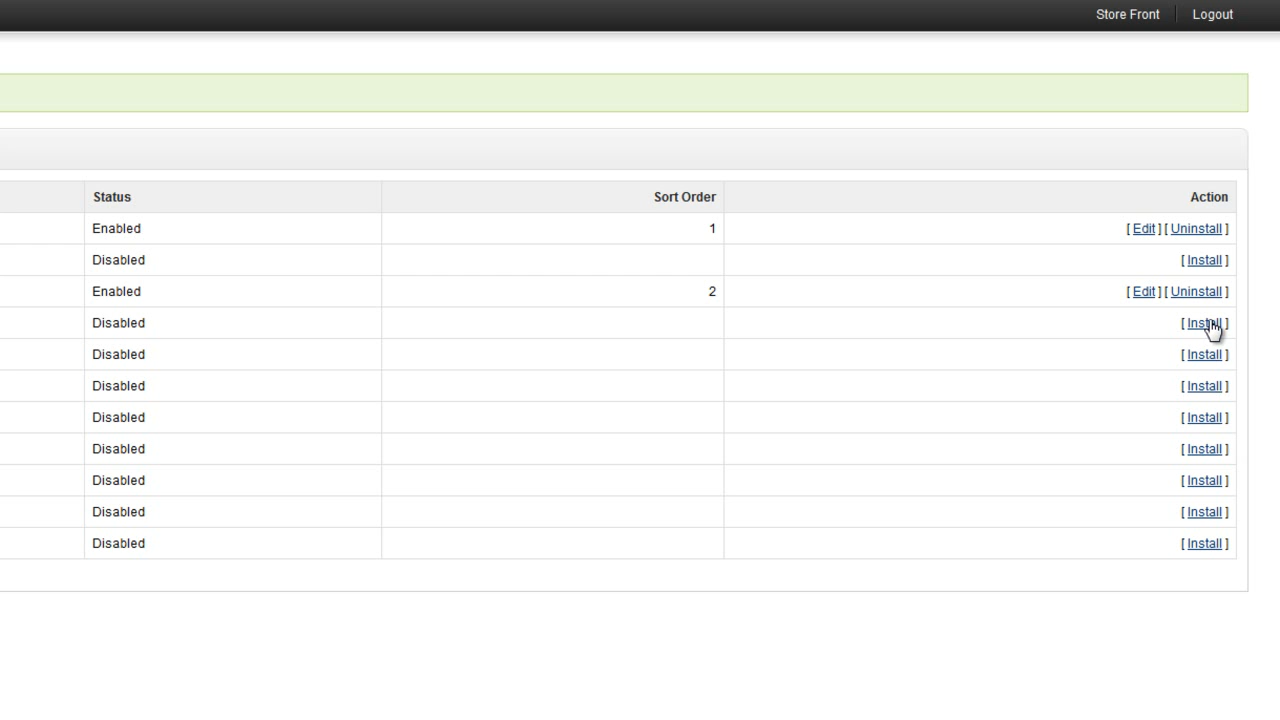 Store Front Logout
Status Sort Order Action
Enabled 1 [ Edit ] [ Uninstall ]
Disabled [ Install ]
Enabled 2 [ Edit ] [ Uninstall ]
Disabled [ Install ]
Disabled [ Install ]
Disabled [ Install ]
Disabled [ Install ]
Disabled [ Install ]
Disabled [ Install ]
Disabled [ Install ]
Disabled [ Install ]